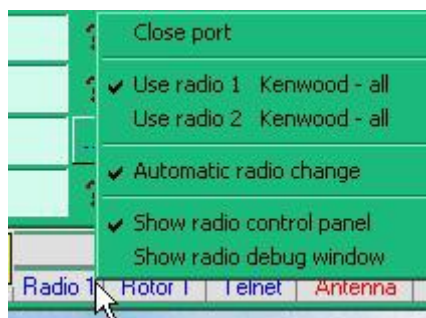 Close port
Use radio 1 Kenwood - all
Use radio 2 Kenwood - all
Automatic radio change
Show radio control panel
Show radio debug window
Radio 1 Rotor 1 Telnet Antenna